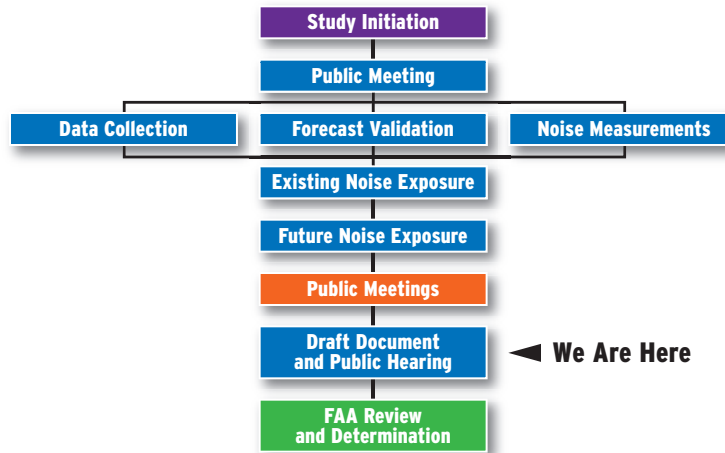 Study Initiation
Public Meeting
Data Collection
Forecast Validation
Noise Measurements
Existing Noise Exposure
Future Noise Exposure
Public Meetings
Draft Document
and Public Hearing
We Are Here
FAA Review
and Determination